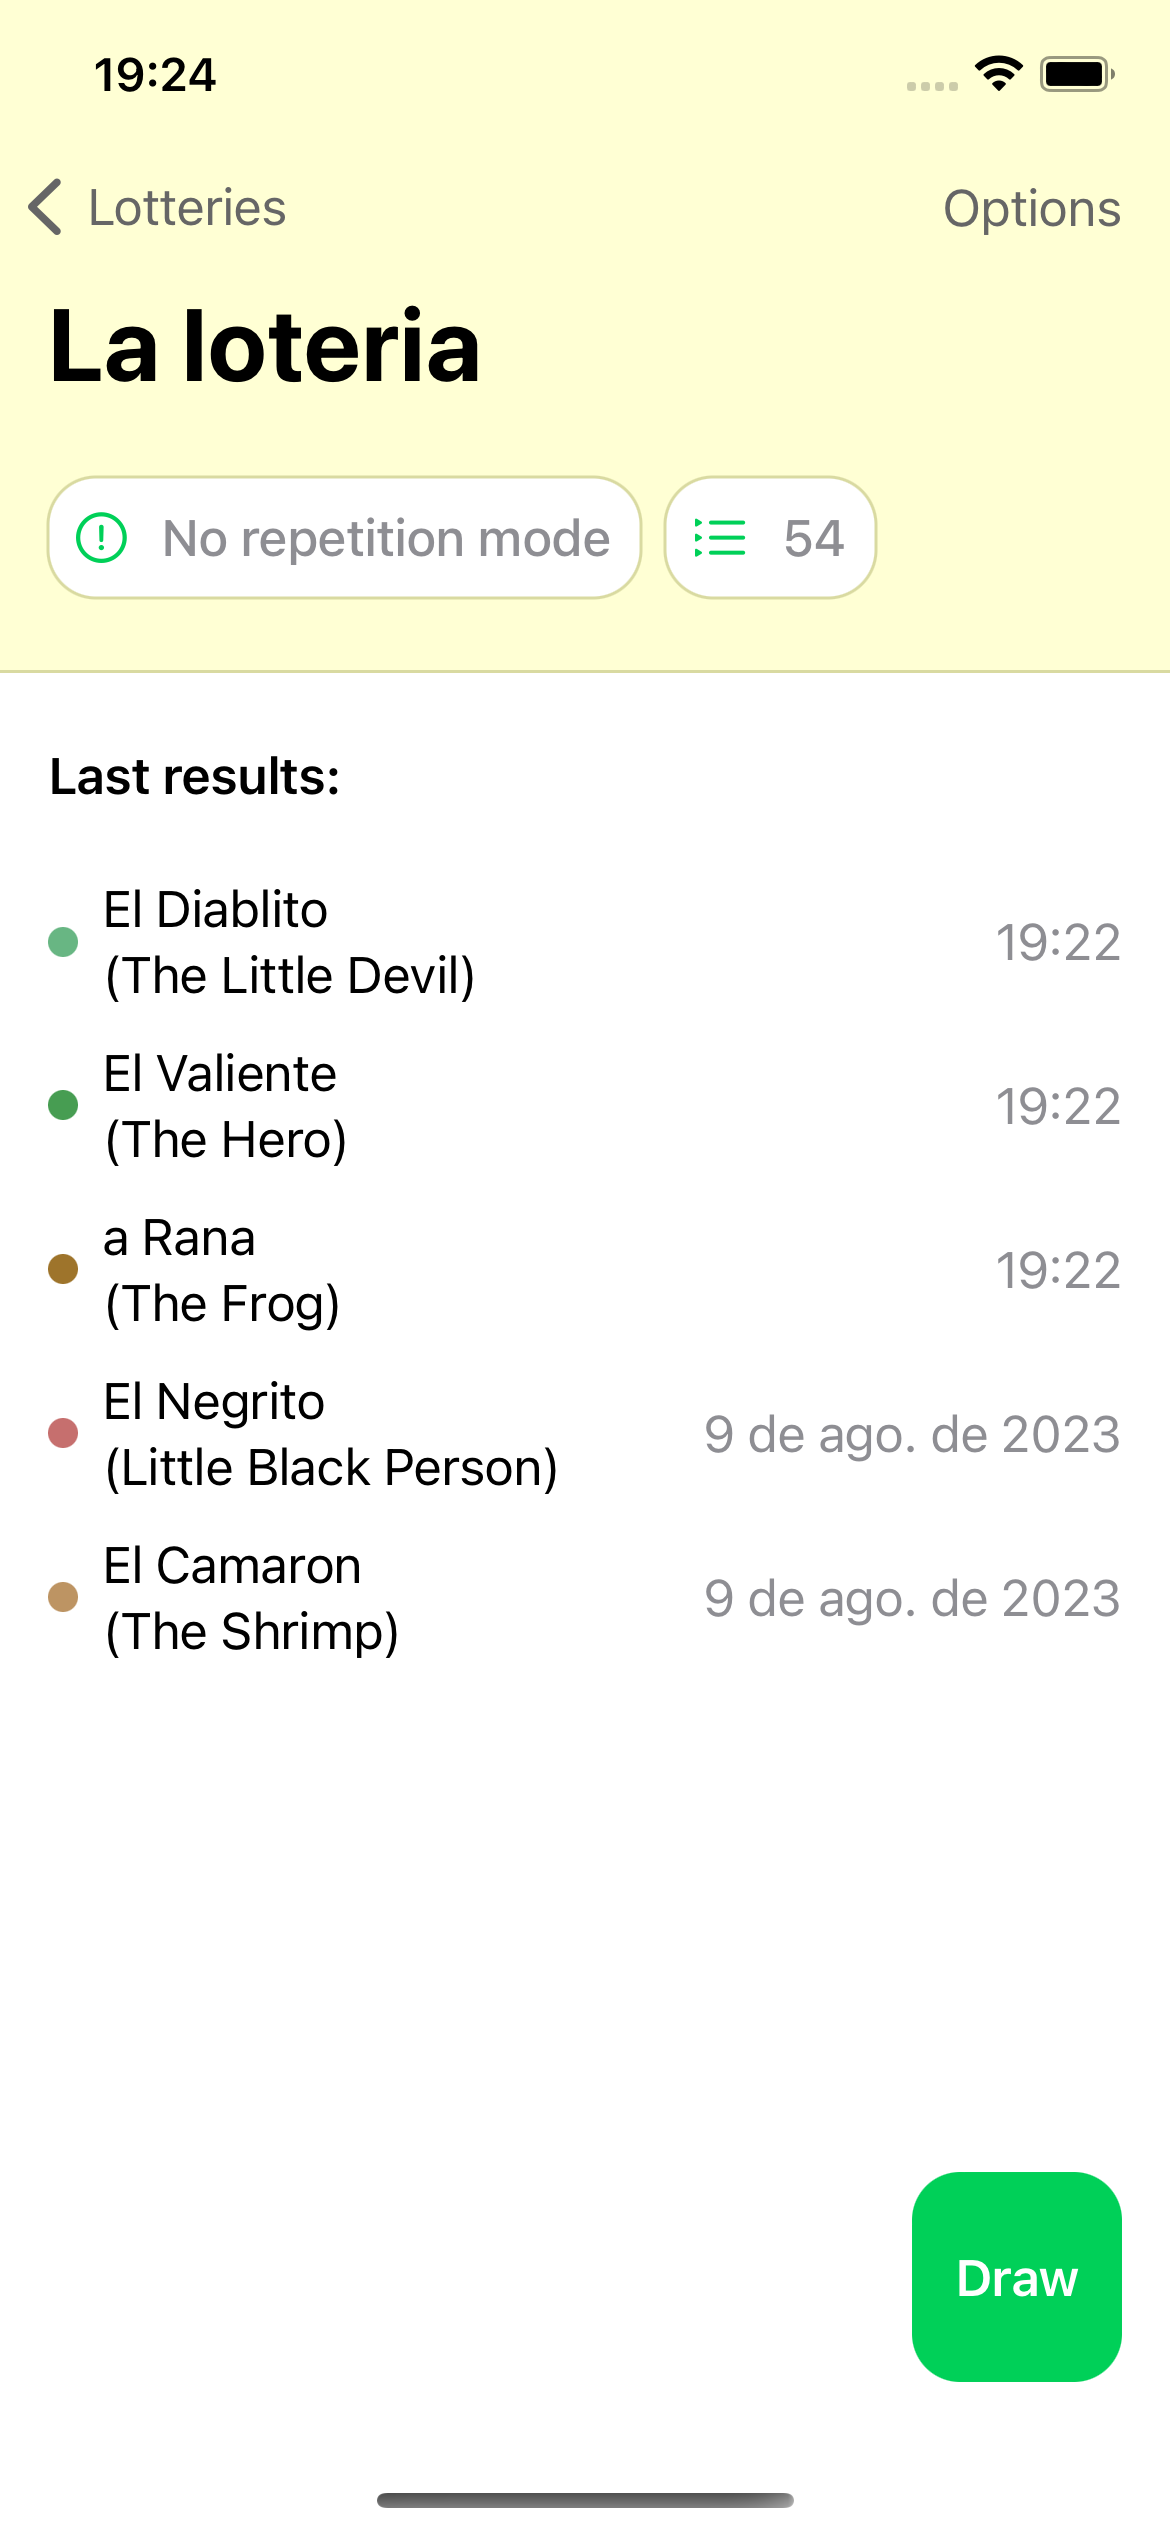 19:24
Lotteries
Options
La loteria
No repetition mode
54
Last results:
El Diablito
(The Little Devil)
19:22
El Valiente
(The Hero)
19:22
a Rana
(The Frog)
19:22
El Negrito
(Little Black Person)
9 de ago. de 2023
El Camaron
(The Shrimp)
9 de ago. de 2023
Draw